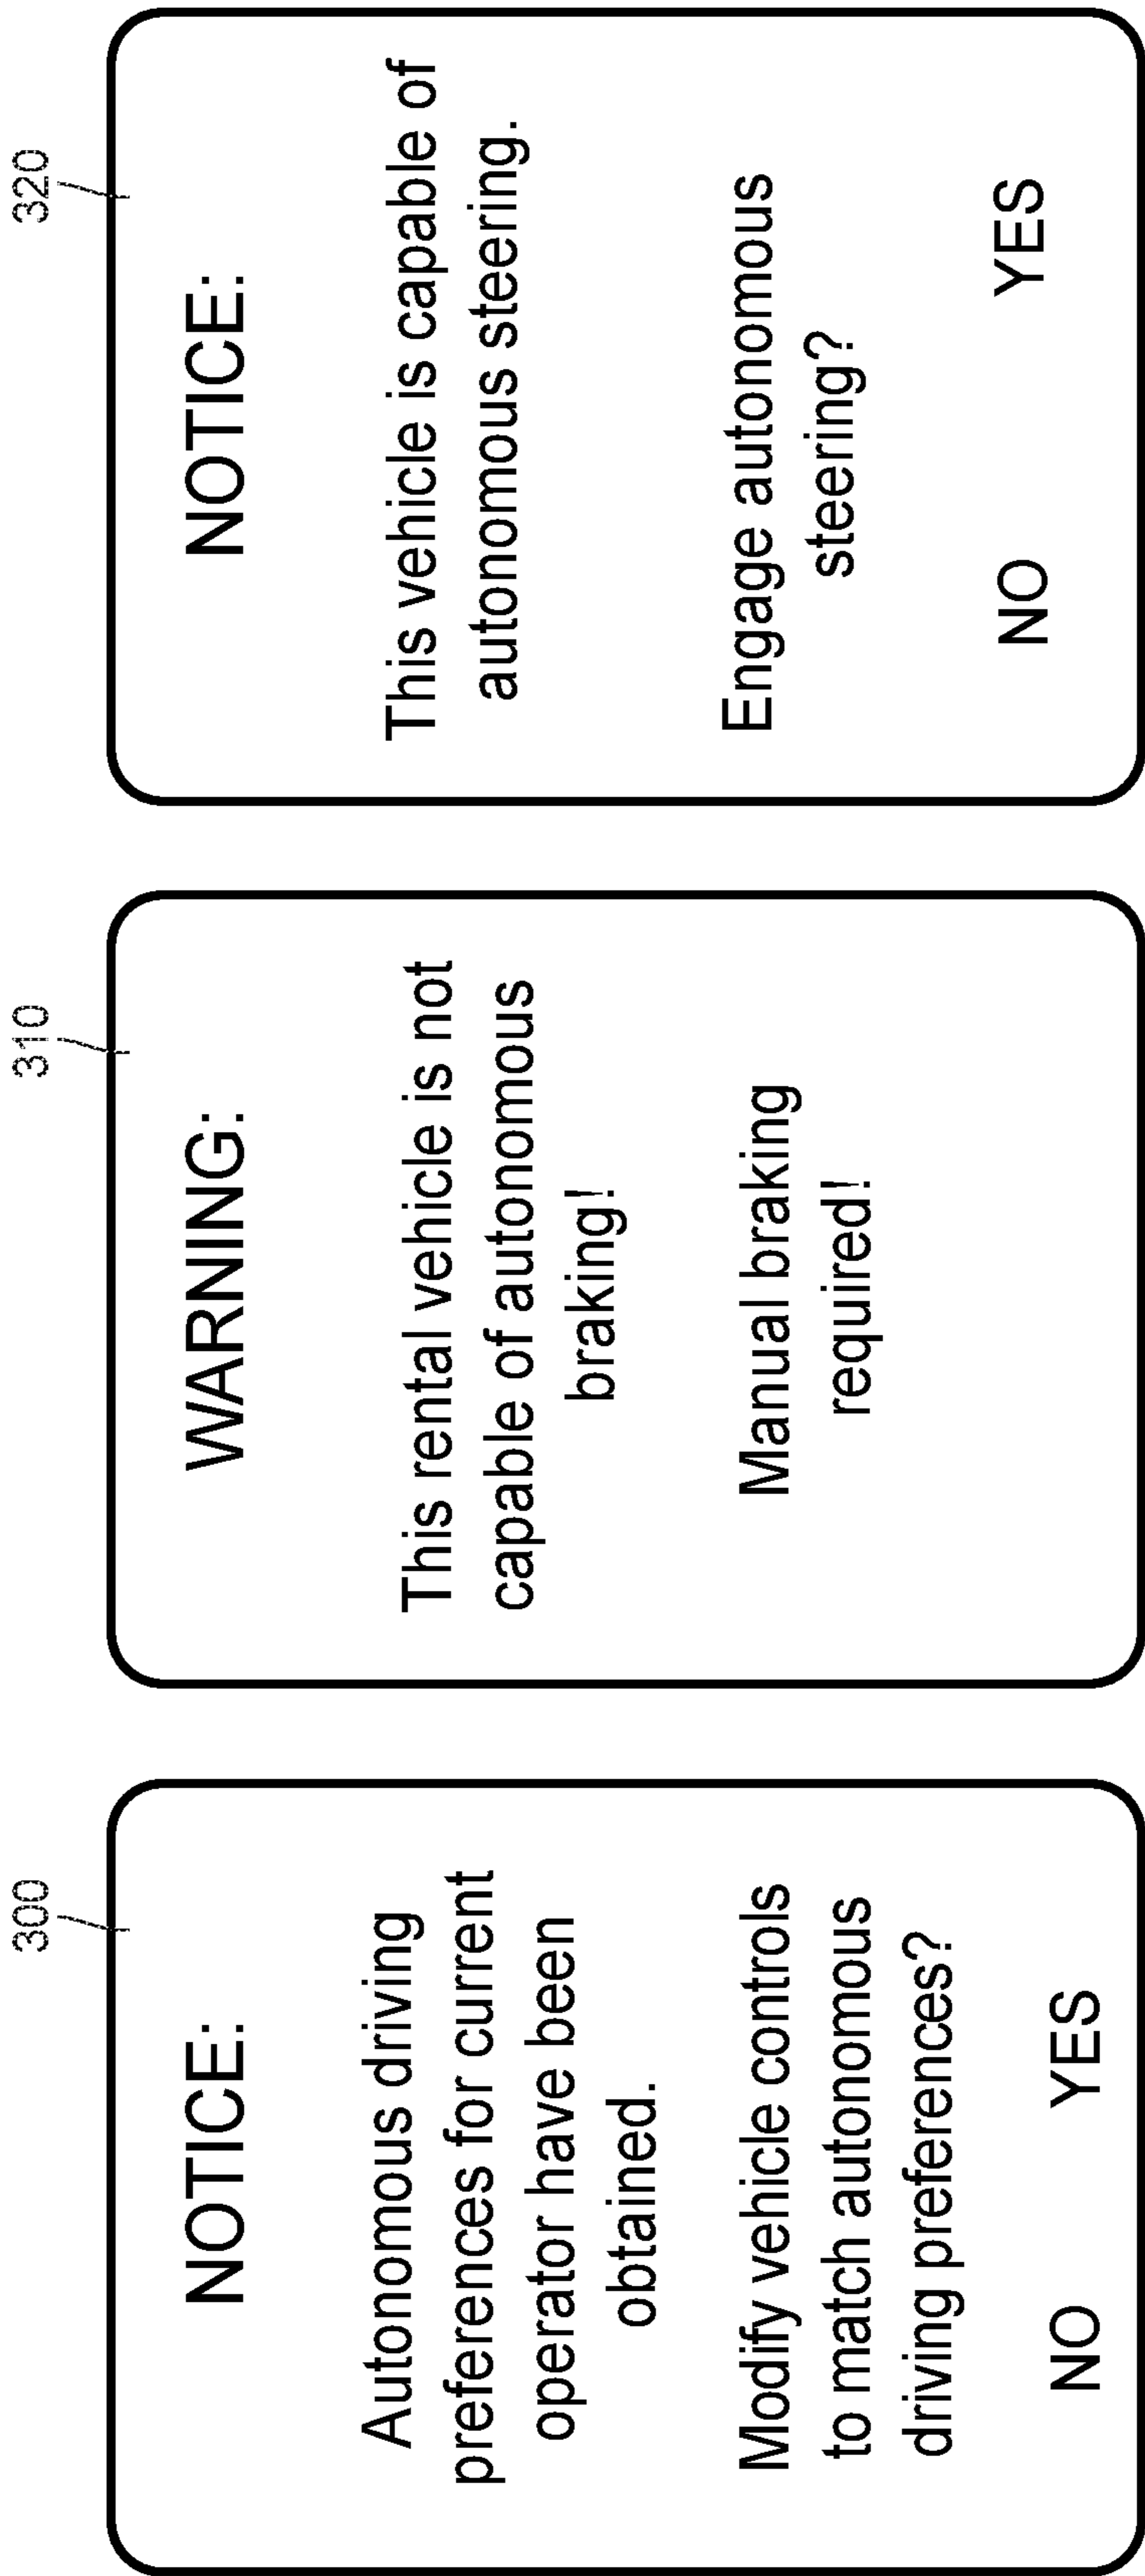 300
NOTICE:
Autonomous driving
preferences for current
operator have been
obtained.
Modify vehicle controls
to match autonomous
driving preferences?
NO YES
310
WARNING:
This rental vehicle is not
capable of autonomous
braking!
Manual braking
required!
320
NOTICE:
This vehicle is capable of
autonomous steering.
Engage autonomous
steering?
NO YES